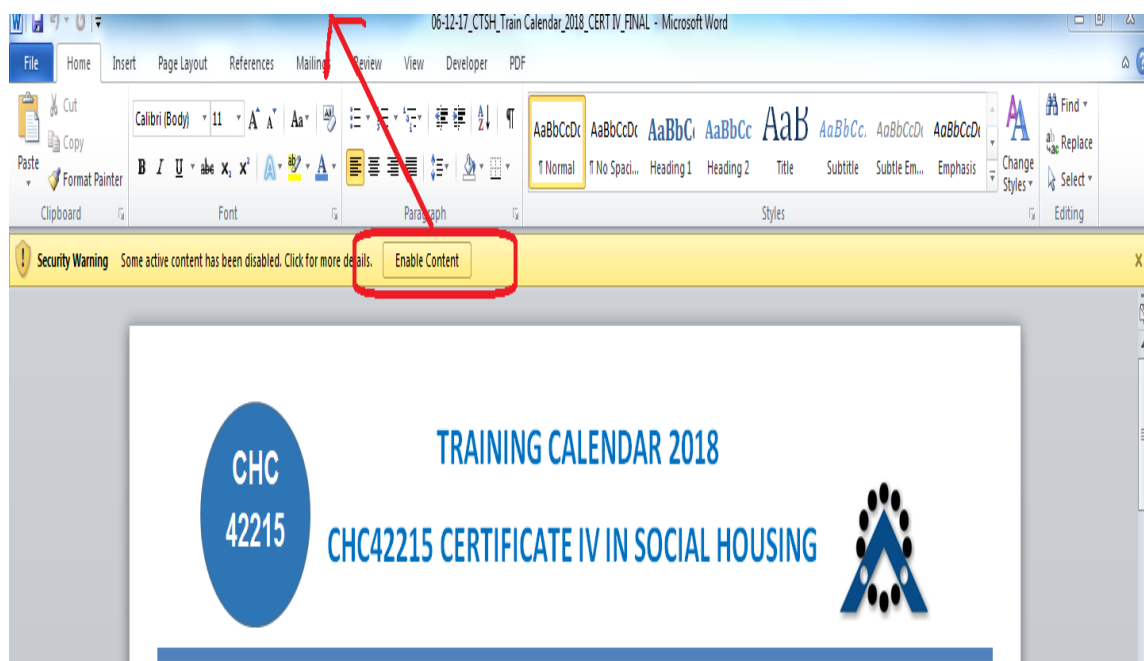 06-12-17_CTSH_Train Calendar_2018_CERT IV_FINAL - Microsoft Word
File Home Insert Page Layout References Mailings Review View Developer PDF
Cut
Copy
Paste
Format Painter
Clipboard
Calibri (Body) 11
Font
Paragraph
AaBbCcDc AaBbCcDc AaBbC AaBbCc AaB AaBbCc. AaBbCcDc AaBbCcDc
¶ Normal ¶ No Spaci... Heading 1 Heading 2 Title Subtitle Subtle Em... Emphasis
Change
Styles
Styles
Find
Replace
Select
Editing
Security Warning Some active content has been disabled. Click for more details. Enable Content
CHC
42215
TRAINING CALENDAR 2018
CHC42215 CERTIFICATE IV IN SOCIAL HOUSING